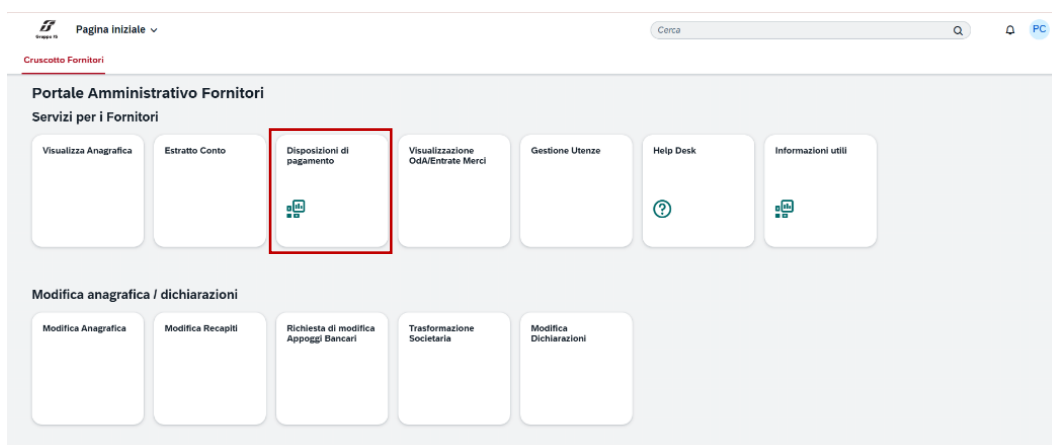 Gruppo FS
Pagina iniziale
Cerca
PC
Cruscotto Fornitori
Portale Amministrativo Fornitori
Servizi per i Fornitori
Visualizza Anagrafica
Estratto Conto
Disposizioni di
pagamento
Visualizzazione
OdA/Entrate Merci
Gestione Utenze
Help Desk
Informazioni utili
Modifica anagrafica / dichiarazioni
Modifica Anagrafica
Modifica Recapiti
Richiesta di modifica
Appoggi Bancari
Trasformazione
Societaria
Modifica
Dichiarazioni